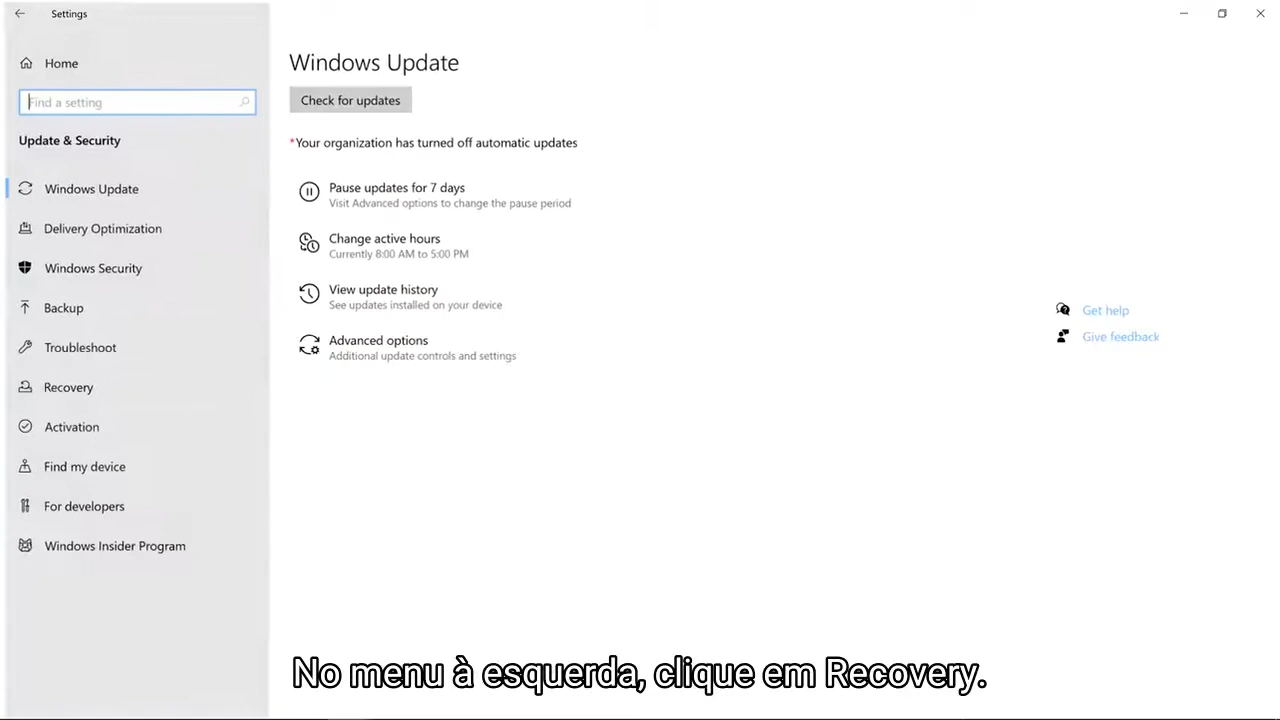 Settings
Home
Find a setting
Update & Security
Windows Update
Delivery Optimization
Windows Security
Backup
Troubleshoot
Recovery
Activation
Find my device
For developers
Windows Insider Program
Windows Update
Check for updates
*Your organization has turned off automatic updates
Pause updates for 7 days
Visit Advanced options to change the pause period
Change active hours
Currently 8:00 AM to 5:00 PM
View update history
See updates installed on your device
Advanced options
Additional update controls and settings
Get help
Give feedback
No menu à esquerda, clique em Recovery.